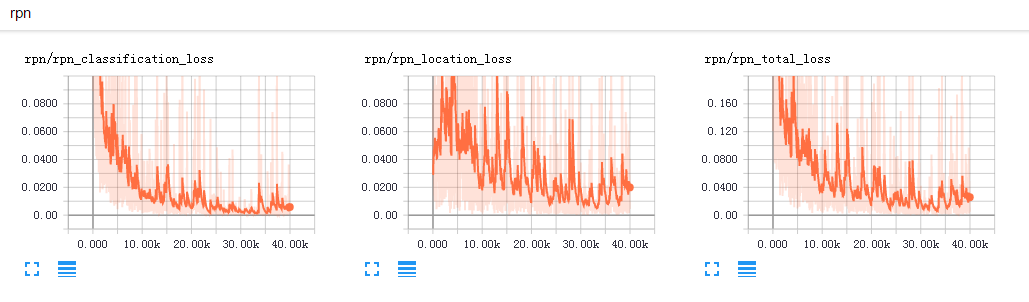 rpn
rpn/rpn_classification_loss
0.0800
0.0600
0.0400
0.0200
0.00
0.000 10.00k 20.00k 30.00k 40.00k
rpn/rpn_location_loss
0.0800
0.0600
0.0400
0.0200
0.00
0.000 10.00k 20.00k 30.00k 40.00k
rpn/rpn_total_loss
0.160
0.120
0.0800
0.0400
0.00
0.000 10.00k 20.00k 30.00k 40.00k